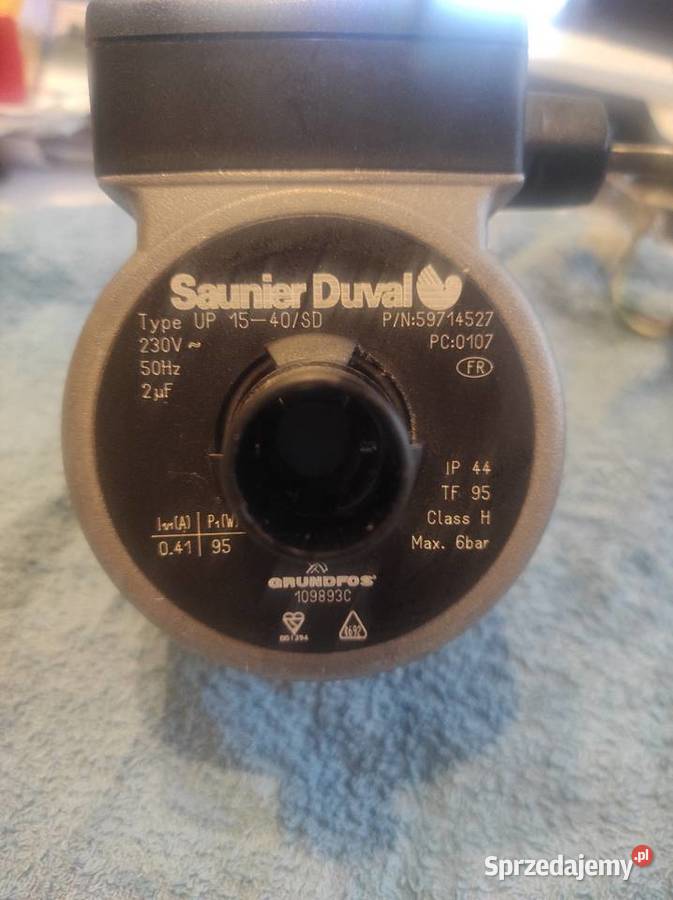 Saunier Duval
Type UP 15-40/SD P/N:59714527
230V ~ PC:0107
50Hz FR
2µF
IP 44
TF 95
Class H
I1/1(A) P1(W)
0.41 95
Max. 6bar
GRUNDFOS
109893C
Sprzedajemy.pl